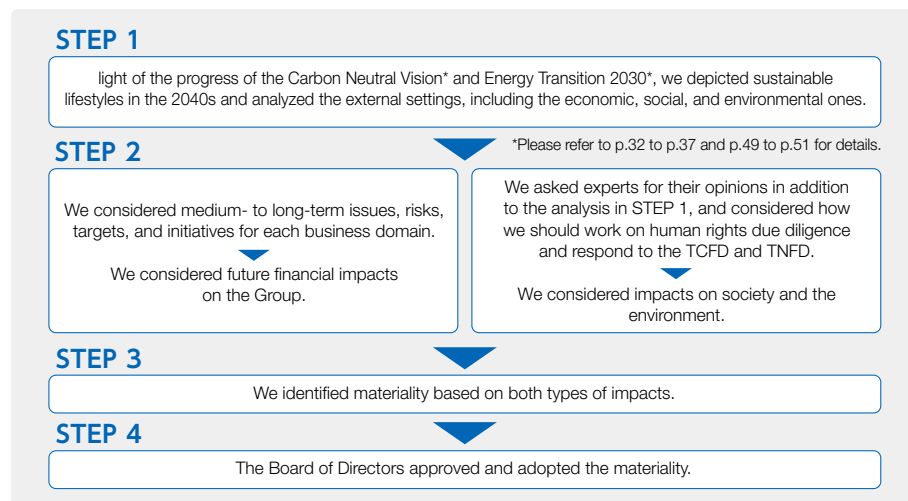 STEP 1
light of the progress of the Carbon Neutral Vision* and Energy Transition 2030*, we depicted sustainable
lifestyles in the 2040s and analyzed the external settings, including the economic, social, and environmental ones.
*Please refer to p.32 to p.37 and p.49 to p.51 for details.
STEP 2
We considered medium- to long-term issues, risks,
targets, and initiatives for each business domain.
We considered future financial impacts
on the Group.
We asked experts for their opinions in addition
to the analysis in STEP 1, and considered how
we should work on human rights due diligence
and respond to the TCFD and TNFD.
We considered impacts on society and the
environment.
STEP 3
We identified materiality based on both types of impacts.
STEP 4
The Board of Directors approved and adopted the materiality.